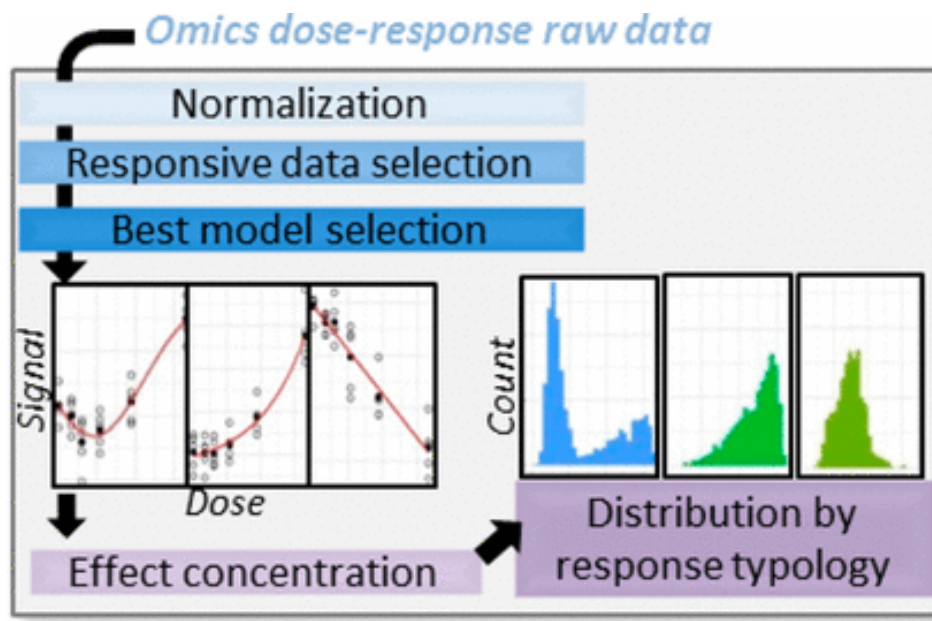 Omics dose-response raw data
Normalization
Responsive data selection
Best model selection
Signal
Dose
Effect concentration
Count
Distribution by
response typology